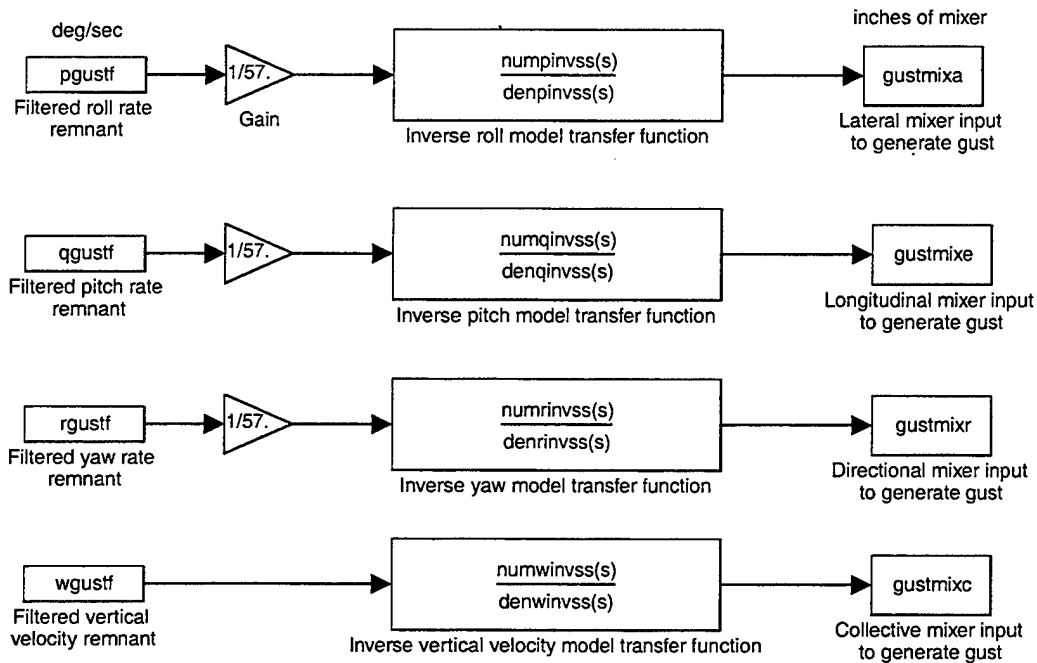 deg/sec
inches of mixer
pgustf
1/57.
numpinvss(s)
denpinvss(s)
gustmixa
Filtered roll rate
remnant
Gain
Inverse roll model transfer function
Lateral mixer input
to generate gust
qgustf
1/57.
numqinvss(s)
denqinvss(s)
gustmixe
Filtered pitch rate
remnant
Inverse pitch model transfer function
Longitudinal mixer input
to generate gust
rgustf
1/57.
numrinvss(s)
denrinvss(s)
gustmixr
Filtered yaw rate
remnant
Inverse yaw model transfer function
Directional mixer input
to generate gust
wgustf
numwinvss(s)
denwinvss(s)
gustmixc
Filtered vertical
velocity remnant
Inverse vertical velocity model transfer function
Collective mixer input
to generate gust